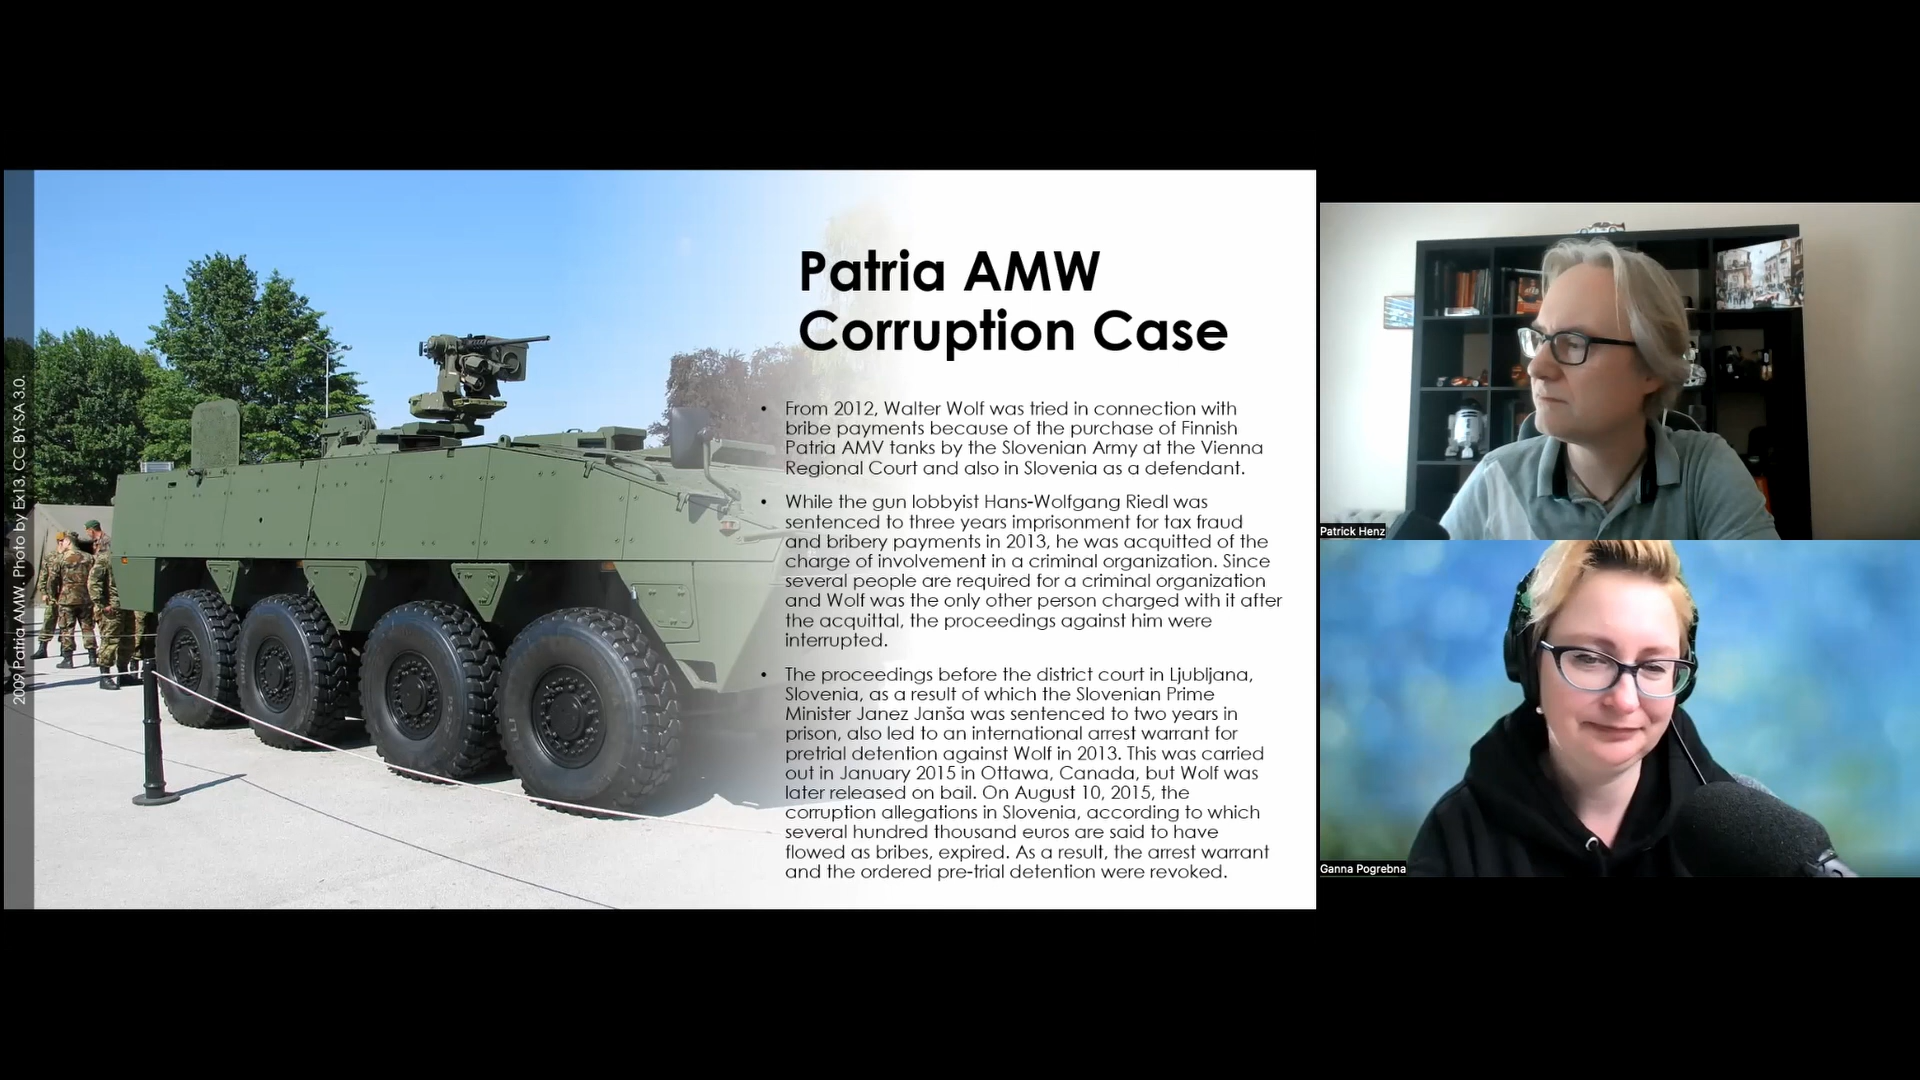 Patria AMW
Corruption Case
• From 2012, Walter Wolf was tried in connection with
bribe payments because of the purchase of Finnish
Patria AMV tanks by the Slovenian Army at the Vienna
Regional Court and also in Slovenia as a defendant.
• While the gun lobbyist Hans-Wolfgang Riedl was
sentenced to three years imprisonment for tax fraud
and bribery payments in 2013, he was acquitted of the
charge of involvement in a criminal organization. Since
several people are required for a criminal organization
and Wolf was the only other person charged with it after
the acquittal, the proceedings against him were
interrupted.
• The proceedings before the district court in Ljubljana,
Slovenia, as a result of which the Slovenian Prime
Minister Janez Janša was sentenced to two years in
prison, also led to an international arrest warrant for
pretrial detention against Wolf in 2013. This was carried
out in January 2015 in Ottawa, Canada, but Wolf was
later released on bail. On August 10, 2015, the
corruption allegations in Slovenia, according to which
several hundred thousand euros are said to have
flowed as bribes, expired. As a result, the arrest warrant
and the ordered pre-trial detention were revoked.
2009 Patria AMW. Photo by Ex13, CC BY-SA 3.0.
Patrick Henz
Ganna Pogrebna